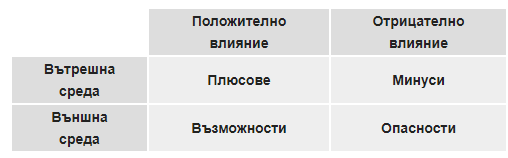 Положително
влияние
Отрицателно
влияние
Вътрешна
среда
Плюсове
Минуси
Външна
среда
Възможности
Опасности